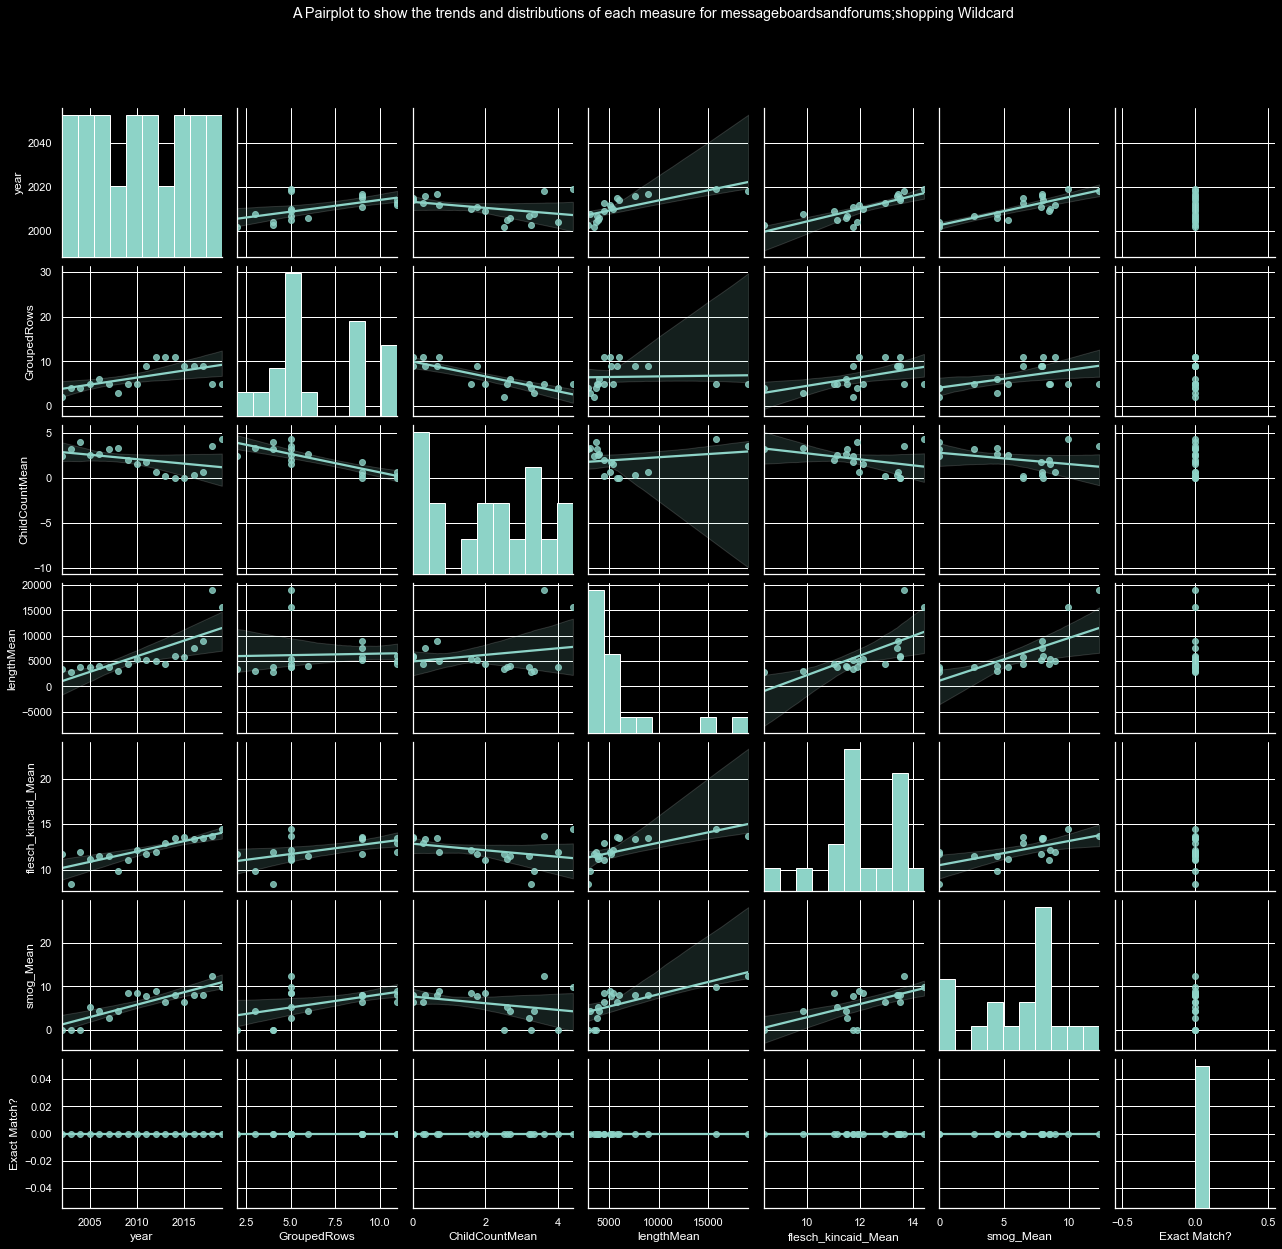 A Pairplot to show the trends and distributions of each measure for messageboardsandforums;shopping Wildcard
2040
2020
2000
year
30
20
10
0
GroupedRows
5
0
−5
−10
ChildCountMean
20000
15000
10000
5000
0
−5000
lengthMean
20
15
10
flesch_kincaid_Mean
20
10
0
smog_Mean
0.04
0.02
0.00
−0.02
−0.04
Exact Match?
2005 2010 2015 2.5 5.0 7.5 10.0 0 2 4 5000 10000 15000 10 12 14 0 5 10 −0.5 0.0 0.5
year GroupedRows ChildCountMean lengthMean flesch_kincaid_Mean smog_Mean Exact Match?